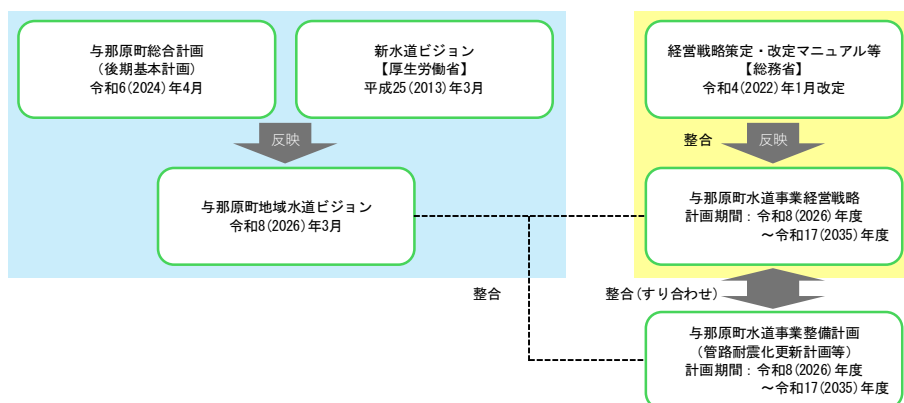 与那原町総合計画
（後期基本計画）
令和6(2024)年4月
新水道ビジョン
【厚生労働省】
平成25(2013)年3月
経営戦略策定・改定マニュアル等
【総務省】
令和4(2022)年1月改定
反映
整合
反映
与那原町地域水道ビジョン
令和8(2026)年3月
与那原町水道事業経営戦略
計画期間：令和8(2026)年度
～令和17(2035)年度
整合
整合(すり合わせ)
与那原町水道事業整備計画
（管路耐震化更新計画等）
計画期間：令和8(2026)年度
～令和17(2035)年度